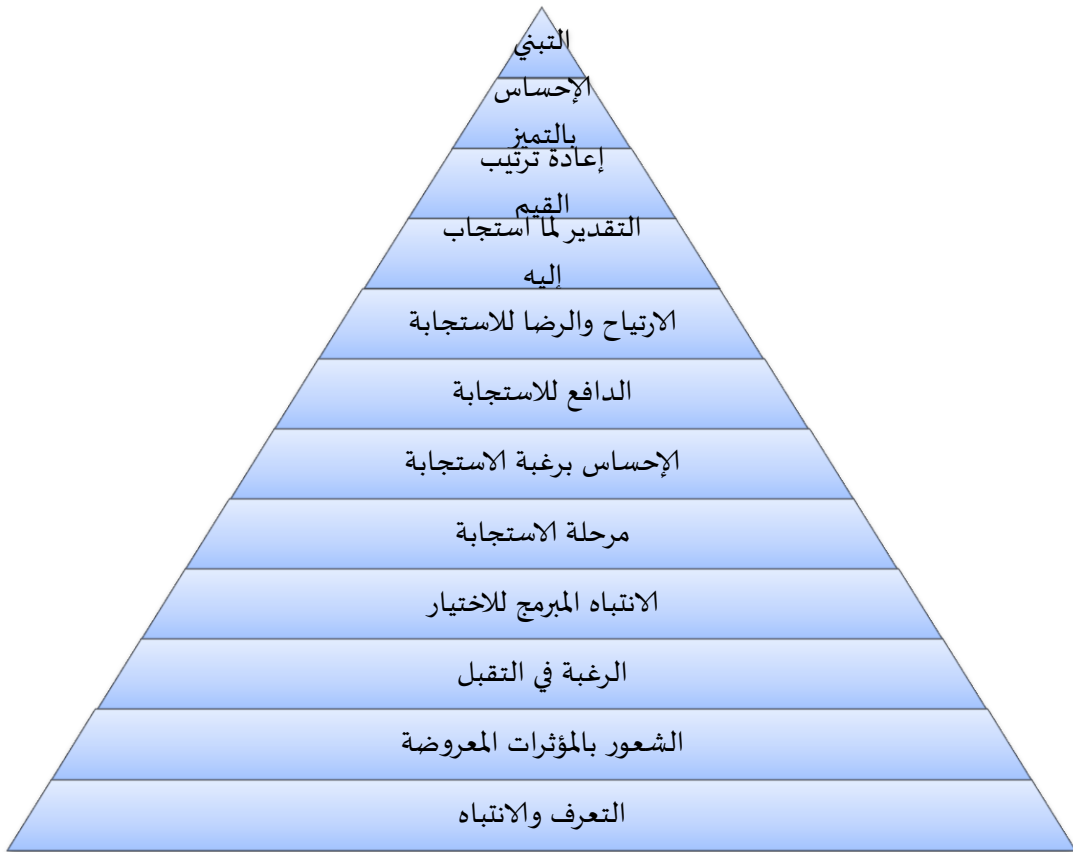 التبني
الإحساس
بالتميز
إعادة ترتيب
القيم
التقدير لما استجاب
إليه
الارتياح والرضا للاستجابة
الدافع للاستجابة
الإحساس برغبة الاستجابة
مرحلة الاستجابة
الانتباه المبرمج للاختيار
الرغبة في التقبل
الشعور بالمؤثرات المعروضة
التعرف والانتباه